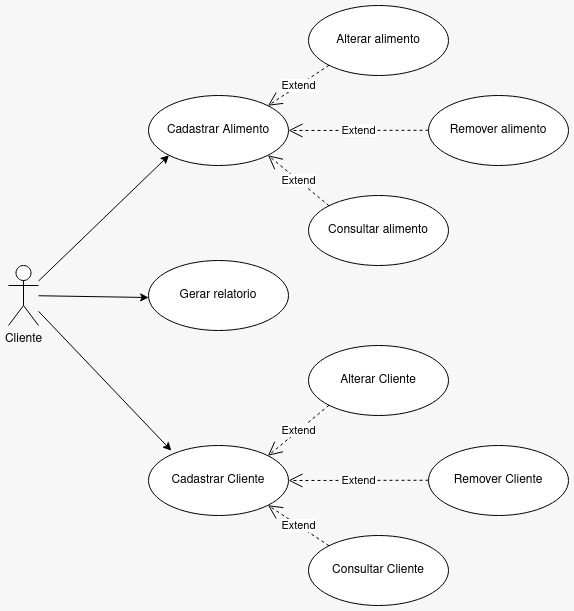 Alterar alimento
Extend
Cadastrar Alimento
Extend
Remover alimento
Extend
Consultar alimento
Gerar relatorio
Cliente
Alterar Cliente
Extend
Cadastrar Cliente
Extend
Remover Cliente
Extend
Consultar Cliente